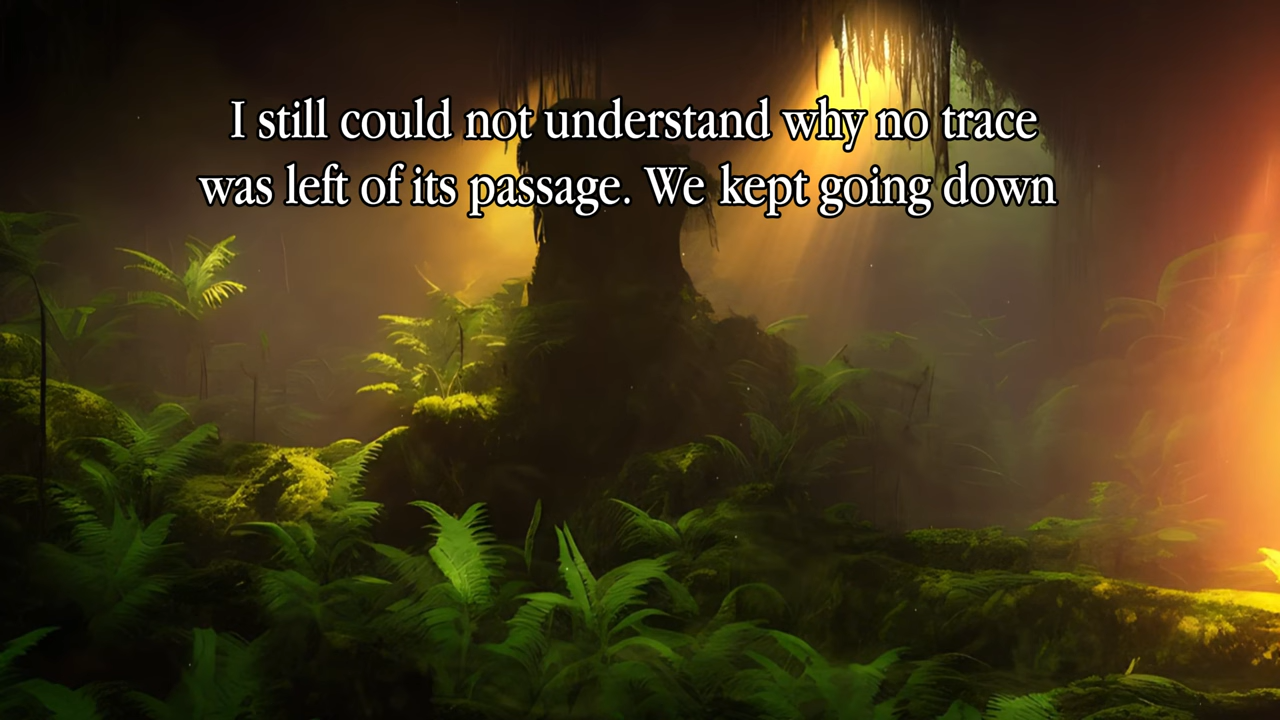 I still could not understand why no trace
was left of its passage. We kept going down